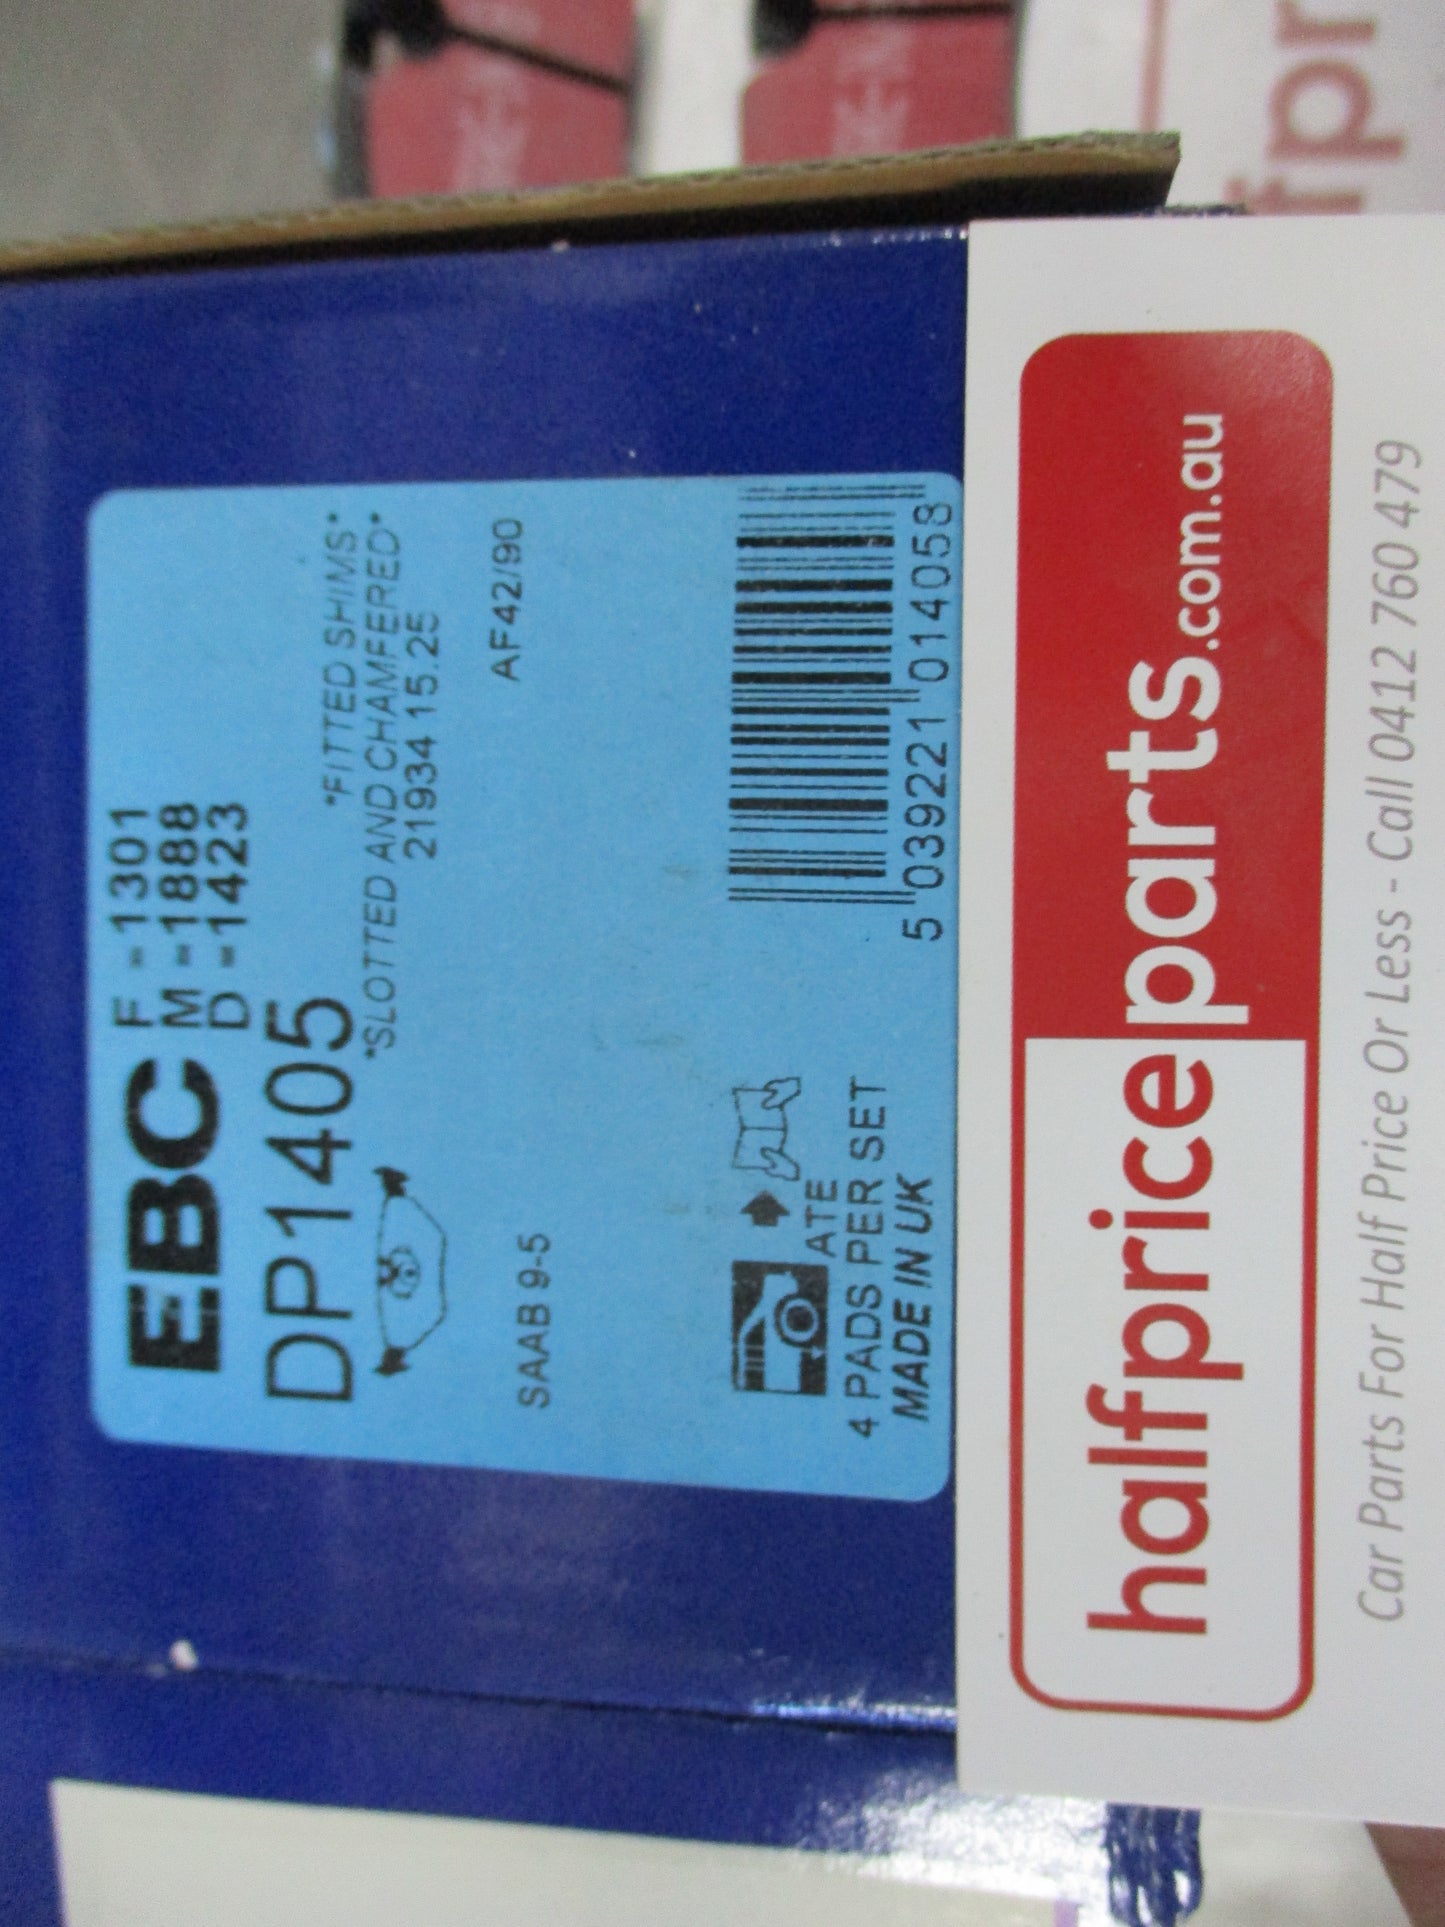 EBC
F - 1301
M - 1888
D - 1423
DP1405
*FITTED SHIMS*
*SLOTTED AND CHAMFERED*
21934 15.25
AF42/90
SAAB 9-5
ATE
4 PADS PER SET
MADE IN UK
5 039221 014058
halfpriceparts.com.au
Car Parts For Half Price Or Less - Call 0412 760 479
fpr